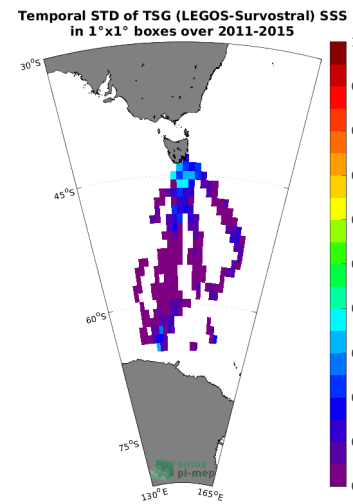 Temporal STD of TSG (LEGOS-Survostral) SSS
in 1°x1° boxes over 2011-2015
30°S
45°S
60°S
75°S
smos
pi-mep
130°E
165°E